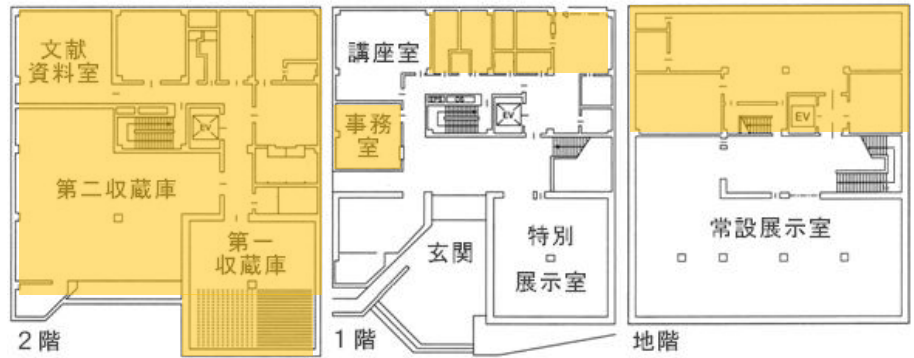 文献
資料室
EV
第二収蔵庫
第一
収蔵庫
2階
講座室
EV
事務
室
玄関
特別
展示室
1階
EV
常設展示室
地階